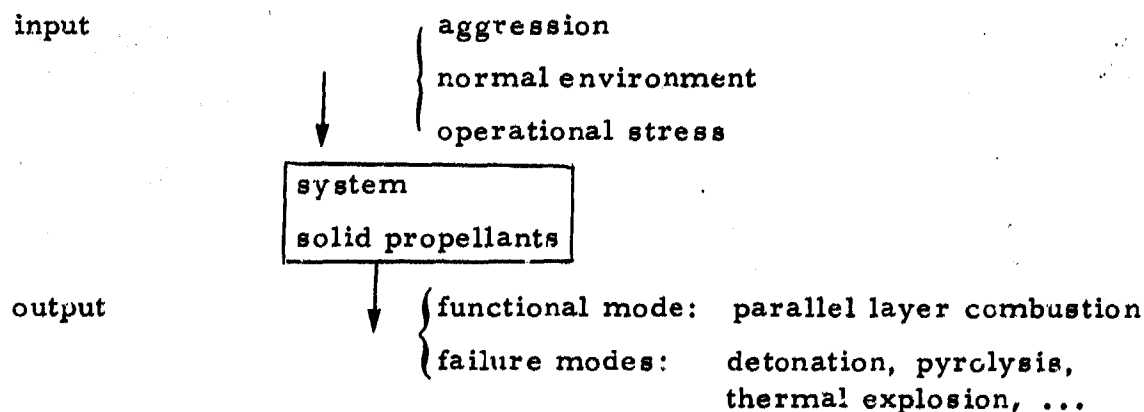 input
aggression
normal environment
operational stress
system
solid propellants
output
functional mode: parallel layer combustion
failure modes: detonation, pyrolysis,
thermal explosion, ...